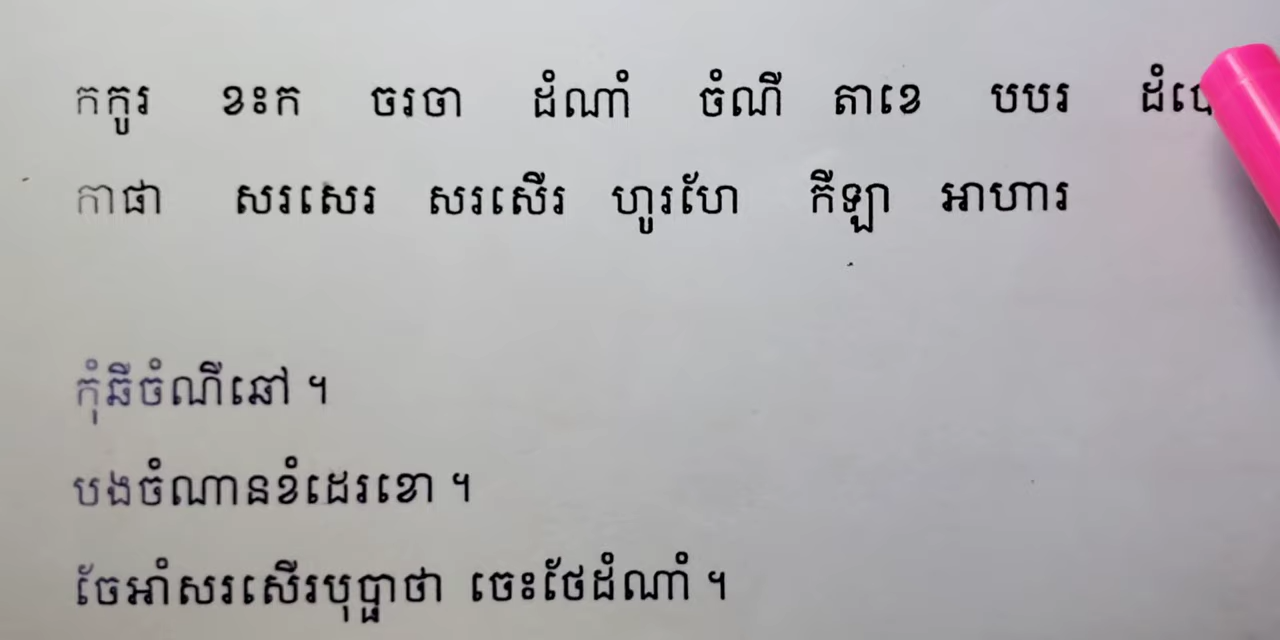 កកូរ ខះក ចរចា ដំណាំ ចំណី តាខេ បបរ
កាផា សរសេរ សរសើរ ហូរហែ កីឡា អាហារ
កុំឆីចំណីឆៅ ។
បងចំណានខំដេរខោ ។
ចែអាំសរសើរបុប្ផាថា ចេះថែដំណាំ ។